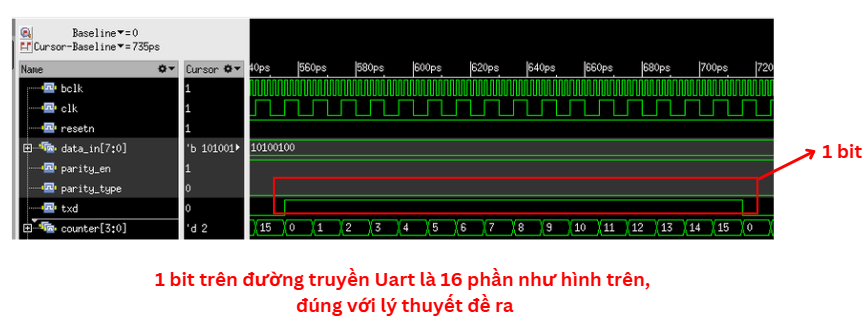 Baseline▼=0
Cursor-Baseline▼=735ps
Name
Cursor
40ps 560ps 580ps 600ps 620ps 640ps 660ps 680ps 700ps 720
bclk 1
clk 1
resetn 1
data_in[7:0] 'b 101001 10100100
parity_en 1
parity_type 0
txd 0
counter[3:0] 'd 2 15 0 1 2 3 4 5 6 7 8 9 10 11 12 13 14 15 0
1 bit
1 bit trên đường truyền Uart là 16 phần như hình trên,
đúng với lý thuyết đề ra